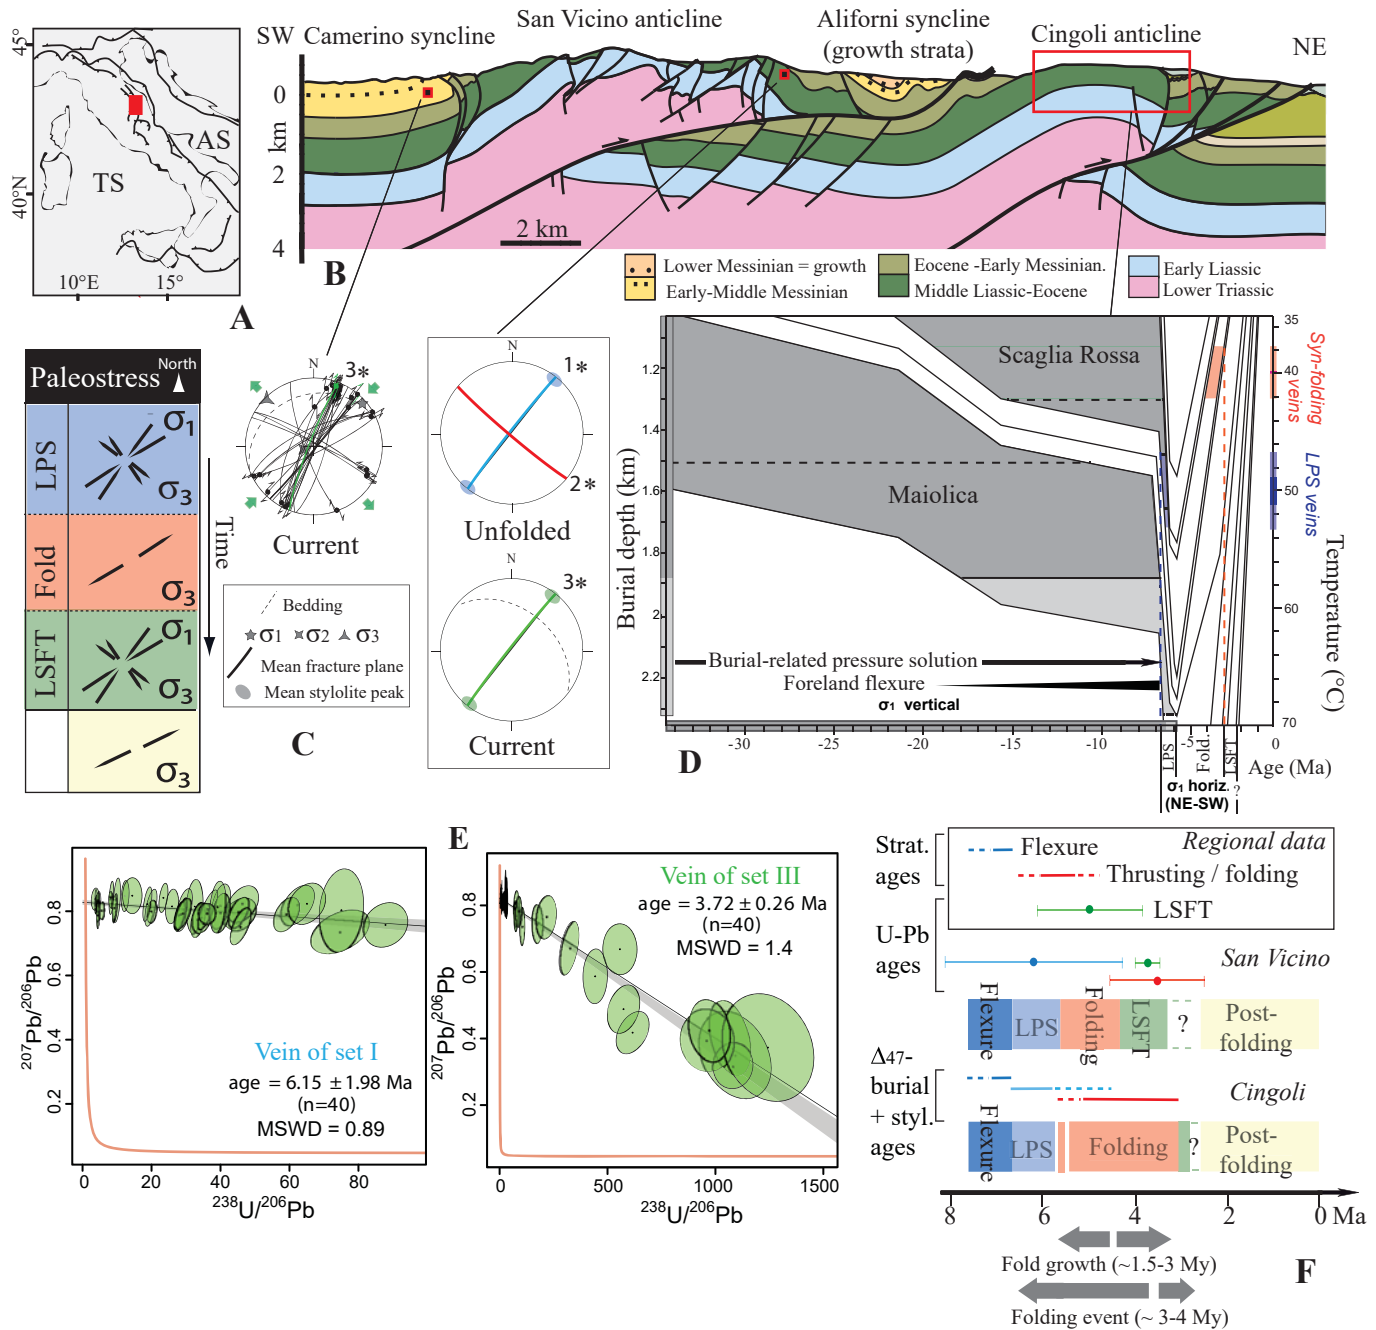 45°
40°N
10°E
15°
AS
TS
A
SW
Camerino syncline
San Vicino anticline
Aliforni syncline
(growth strata)
Cingoli anticline
NE
0
km
2
4
2 km
B
Lower Messinian = growth
Early-Middle Messinian
Eocene -Early Messinian.
Middle Liassic-Eocene
Early Liassic
Lower Triassic
Paleostress
North
LPS
σ1
σ3
Fold
σ3
LSFT
σ1
σ3
σ3
Time
N
3*
Current
N
1*
2*
Unfolded
N
3*
Current
Bedding
σ1 σ2 σ3
Mean fracture plane
Mean stylolite peak
C
Burial depth (km)
1.2
1.4
1.6
1.8
2
2.2
Scaglia Rossa
Maiolica
Burial-related pressure solution
Foreland flexure
σ1 vertical
35
40
50
60
70
Syn-folding
veins
LPS veins
Temperature (°C)
D
-30
-25
-20
-15
-10
-5
0
LPS
Fold.
LSFT
?
Age (Ma)
σ1 horiz.
(NE-SW)
E
0.8
0.6
0.4
0.2
207Pb/206Pb
0
20
40
60
80
238U/206Pb
Vein of set I
age = 6.15 ± 1.98 Ma
(n=40)
MSWD = 0.89
0.8
0.6
0.4
0.2
207Pb/206Pb
0
500
1000
1500
238U/206Pb
Vein of set III
age = 3.72 ± 0.26 Ma
(n=40)
MSWD = 1.4
Strat.
ages
U-Pb
ages
Δ47-
burial
+ styl.
ages
Regional data
Flexure
Thrusting / folding
LSFT
San Vicino
Flexure
LPS
Folding
LSFT
?
Post-
folding
Cingoli
Flexure
LPS
Folding
?
Post-
folding
8
6
4
2
0 Ma
Fold growth (~1.5-3 My)
Folding event (~ 3-4 My)
F